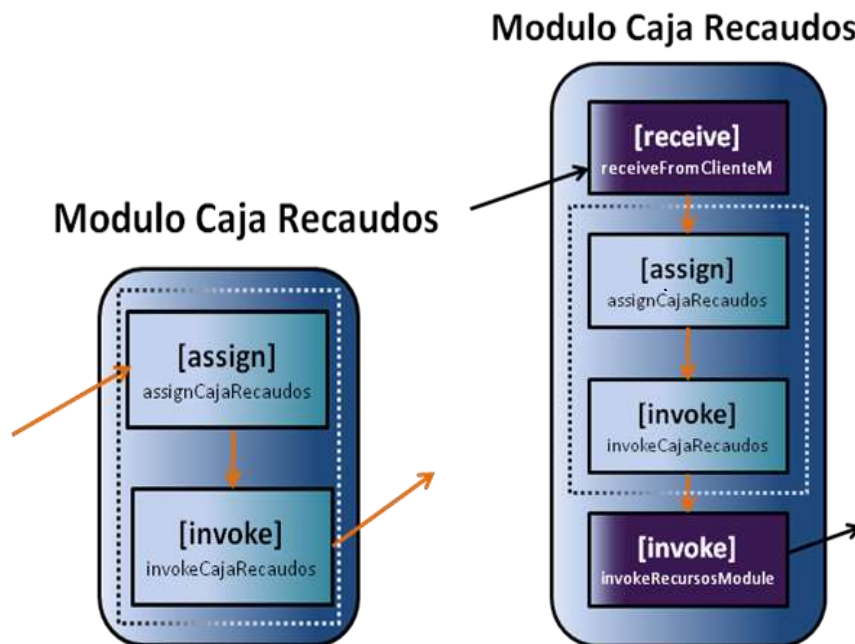 Modulo Caja Recaudos
[assign]
assignCajaRecaudos
[invoke]
invokeCajaRecaudos
Modulo Caja Recaudos
[receive]
receiveFromClienteM
[assign]
assignCajaRecaudos
[invoke]
invokeCajaRecaudos
[invoke]
invokeRecursosModule